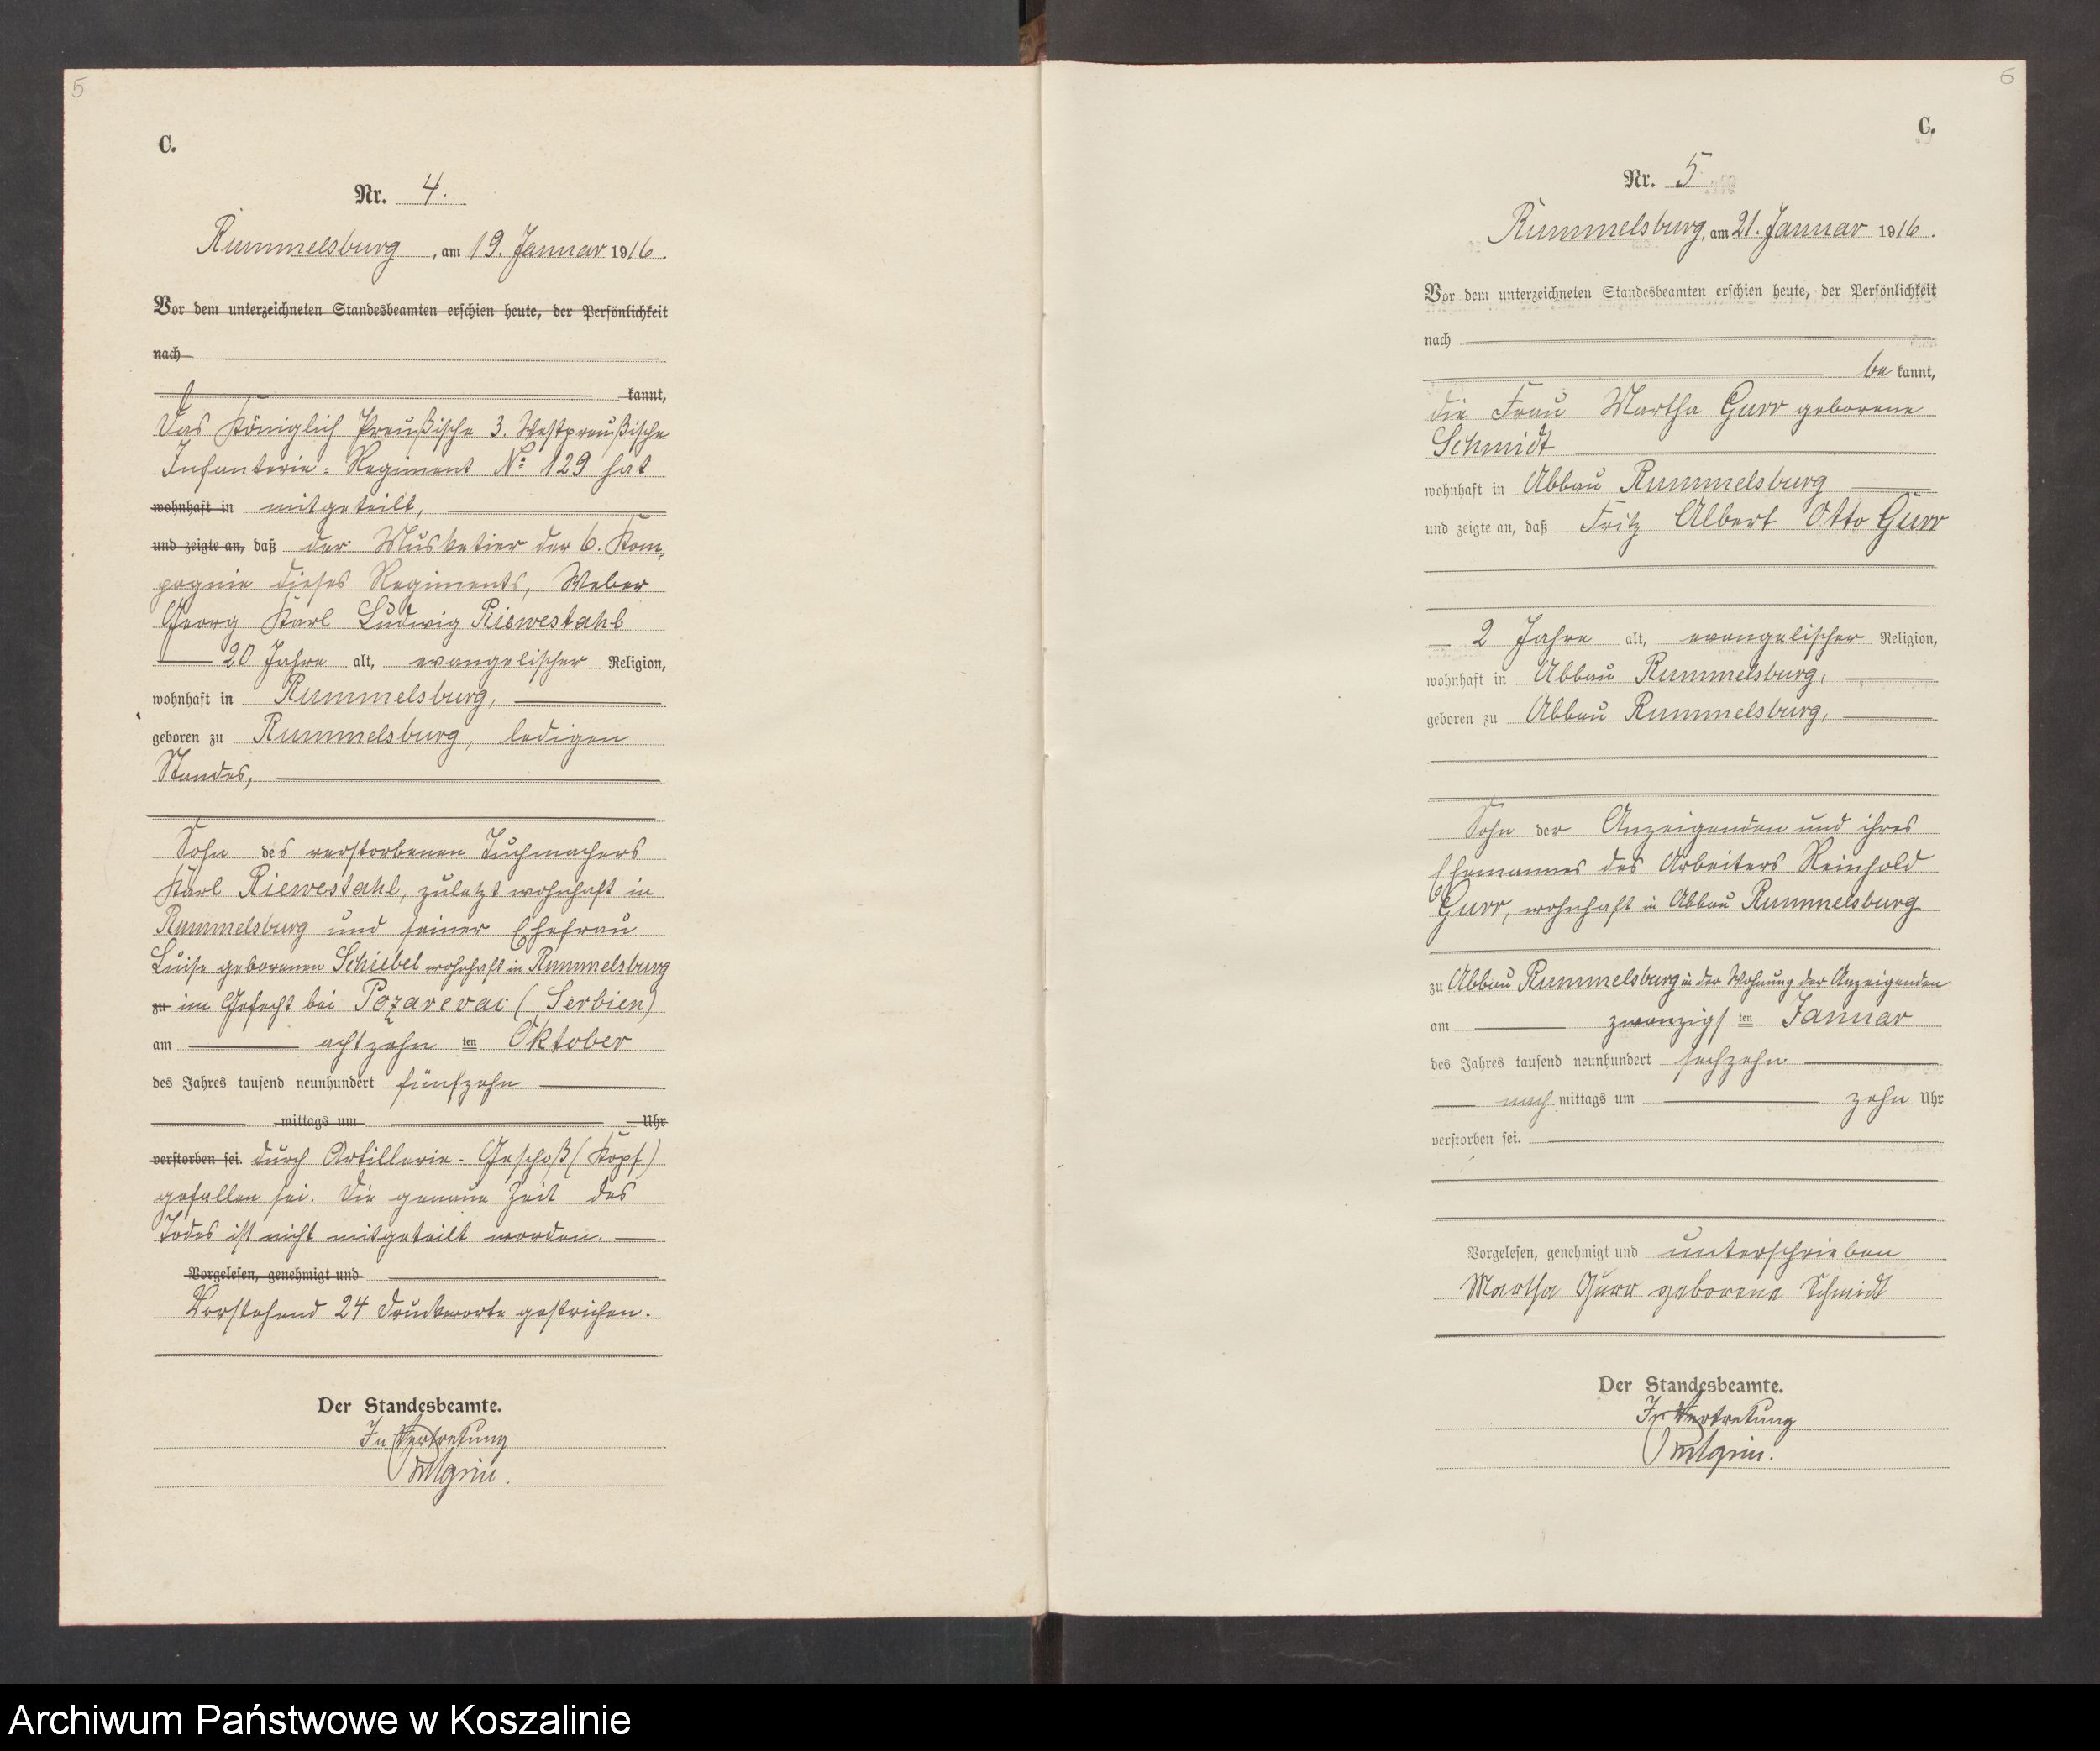 5
C.
Nr. 4.
Rummelsburg, am 19. Januar 1916.
Vor dem unterzeichneten Standesbeamten erschien heute, der Persönlichkeit
nach
kannt,
Das Königlich Preußische 3. Westpreußische
Infanterie-Regiment No 129 hat
wohnhaft in mitgeteilt,
und zeigte an, daß der Musketier der 6. Kom-
pagnie dieses Regiments, Weber
Georg Karl Ludwig Riewestahl
20 Jahre alt, evangelischer Religion,
wohnhaft in Rummelsburg,
geboren zu Rummelsburg, ledigen
Standes,
Sohn des verstorbenen Tuchmachers
Karl Riewestahl, zuletzt wohnhaft in
Rummelsburg und seiner Ehefrau
Luise geborenen Schiebel wohnhaft in Rummelsburg
zu im Gefecht bei Pozarevac (Serbien)
am achtzehn ten Oktober
des Jahres tausend neunhundert fünfzehn
mittags um Uhr
verstorben sei. durch Artillerie-Geschoß (Kopf)
gefallen sei. Die genaue Zeit des
Todes ist nicht mitgeteilt worden.
Vorgelesen, genehmigt und
Vorstehend 24 Druckworte gestrichen.
Der Standesbeamte.
In Vertretung
6
C.
Nr. 5
Rummelsburg, am 21. Januar 1916.
Vor dem unterzeichneten Standesbeamten erschien heute, der Persönlichkeit
nach
be kannt,
die Frau Martha Gurr geborene
Schmidt
wohnhaft in Abbau Rummelsburg
und zeigte an, daß Fritz Albert Otto Gurr
2 Jahre alt, evangelischer Religion,
wohnhaft in Abbau Rummelsburg,
geboren zu Abbau Rummelsburg,
Sohn der Anzeigenden und ihres
Ehemannes des Arbeiters Reinhold
Gurr, wohnhaft in Abbau Rummelsburg
zu Abbau Rummelsburg in der Wohnung der Anzeigenden
am zwanzigs ten Januar
des Jahres tausend neunhundert sechzehn
nach mittags um zehn Uhr
verstorben sei.
Vorgelesen, genehmigt und unterschrieben
Martha Gurr geborene Schmidt
Der Standesbeamte.
In Vertretung
Archiwum Państwowe w Koszalinie